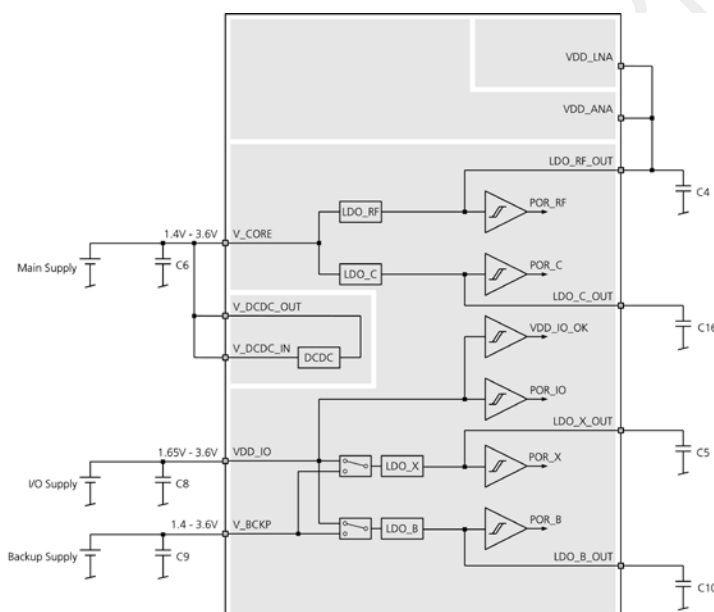 VDD_LNA
VDD_ANA
LDO_RF_OUT
C4
LDO_RF
POR_RF
1.4V - 3.6V
V_CORE
Main Supply
C6
LDO_C
POR_C
LDO_C_OUT
C16
V_DCDC_OUT
VDD_IO_OK
V_DCDC_IN
DCDC
POR_IO
LDO_X_OUT
C5
1.65V - 3.6V
VDD_IO
LDO_X
POR_X
I/O Supply
C8
1.4 - 3.6V
V_BCKP
LDO_B
POR_B
Backup Supply
C9
LDO_B_OUT
C10